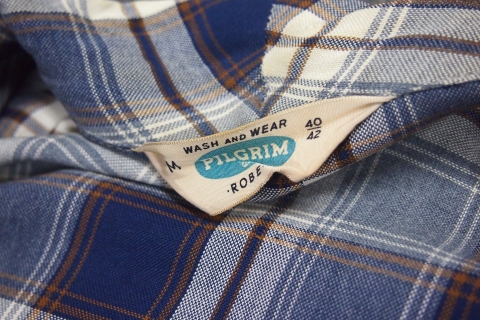 WASH AND WEAR
M
40
42
PILGRIM
·ROBE